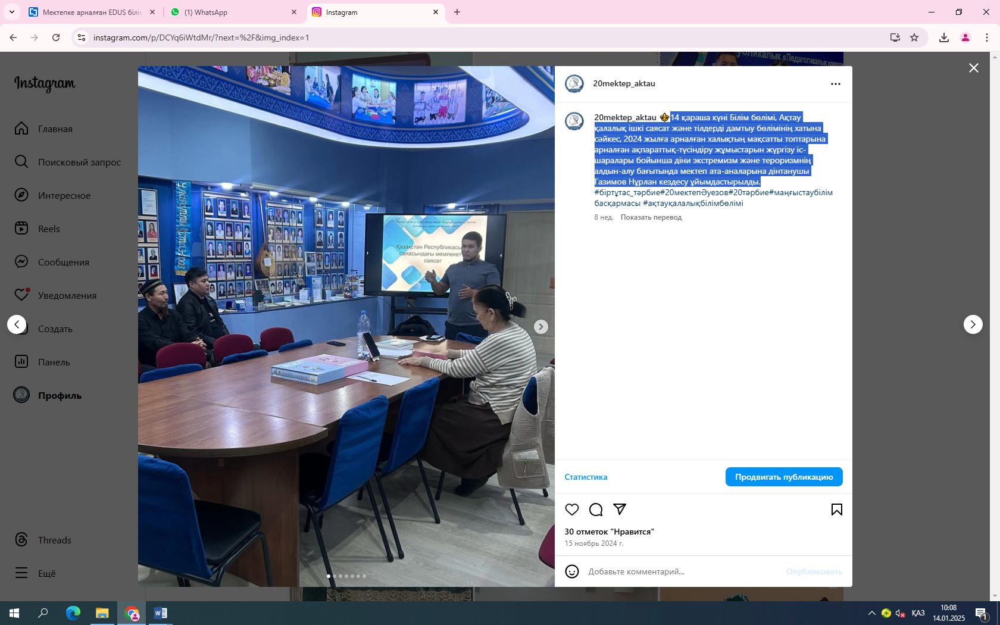 Мектепке арналған EDUS білім
(1) WhatsApp
Instagram
instagram.com/p/DCYq6iWtdMr/?next=%2F&img_index=1
Instagram
Главная
Поисковый запрос
Интересное
Reels
Сообщения
Уведомления
Создать
Панель
Профиль
Threads
Ещё
Қазақстан Республикасы
саласындағы мемлекет
саясат
20mektep_aktau
20mektep_aktau ⚜14 қараша күні Білім бөлімі, Ақтау
қалалық ішкі саясат және тілдерді дамыту бөлімінің хатына
сәйкес, 2024 жылға арналған халықтың мақсатты топтарына
арналған ақпараттық-түсіндіру жұмыстарын жүргізу іс-
шаралары бойынша діни экстремизм және тероризмнің
алдын-алу бағытында мектеп ата-аналарына дінтанушы
Газимов Нұрлан кездесу ұйымдастырылды.
#біртұтас_тәрбие#20мектепӘуезов#20тәрбие#маңғыстаубілім
басқармасы #ақтауқалалықбілімбөлімі
8 нед. Показать перевод
Статистика
Продвигать публикацию
30 отметок "Нравится"
15 ноябрь 2024 г.
Добавьте комментарий...
Опубликовать
ҚАЗ
10:08
14.01.2025
1